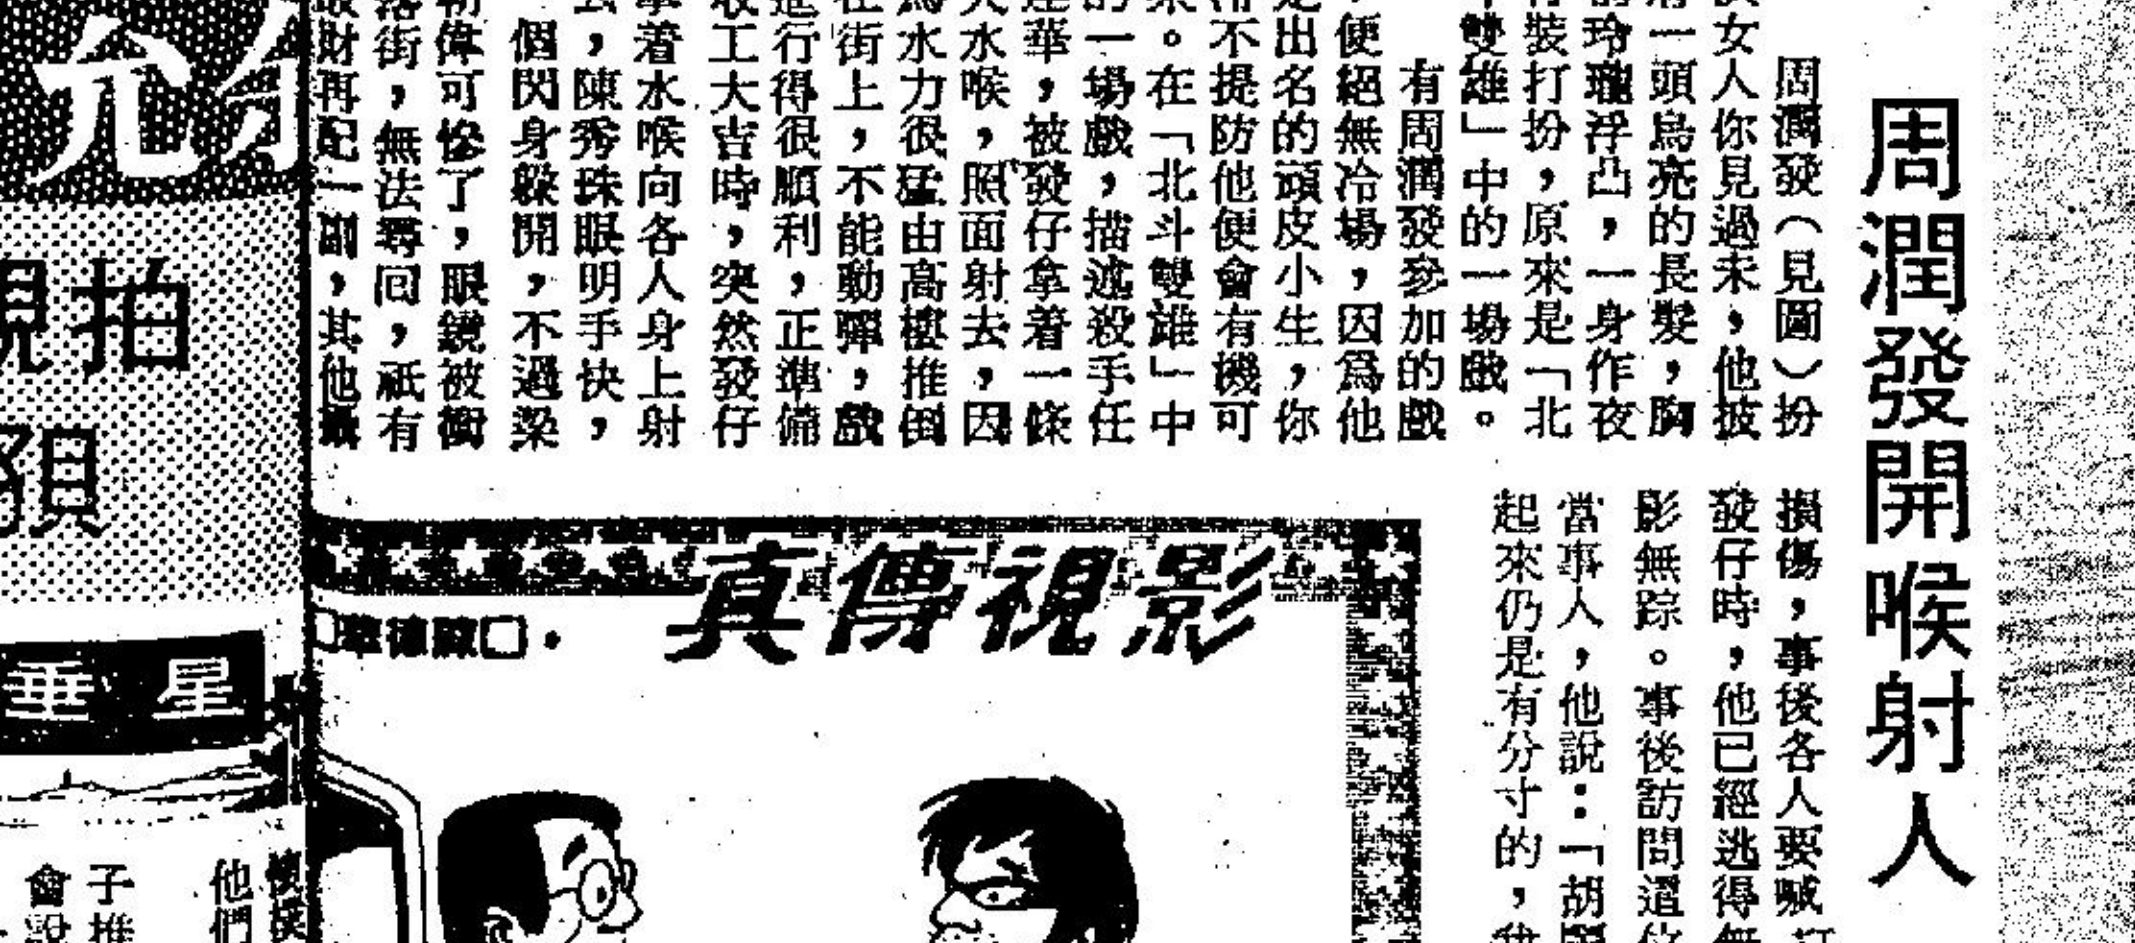 周潤發開喉射人
周潤發（見圖）扮
女人你見過未，他披
一頭烏亮的長髮，胸
玲瓏浮凸，一身作夜
裝打扮，原來是「北
雙雄」中的一場戲。
有周潤發參加的戲
，便絕無冷場，因爲他
是出名的頑皮小生，你
不提防他便會有機可
。在「北斗雙雄」中
的一場戲，描述殺手任
達華，被發仔拿着一條
大水喉，照面射去，因
爲水力很猛由高樓推倒
在街上，不能動彈，戲
進行得很順利，正準備
收工大吉時，突然發仔
拿着水喉向各人身上射
去，陳秀珠眼明手快，
個閃身躲開，不過梁
偉可慘了，眼鏡被衝
落街，無法尋回，祇有
財再配一副，其他
損傷，事後各人要喊
發仔時，他已經逃得無
影無踪。事後訪問這位
當事人，他說：「胡鬧
起來仍是有分寸的，我
影視傳真
允
拍
星
垂
他們
子推
會說